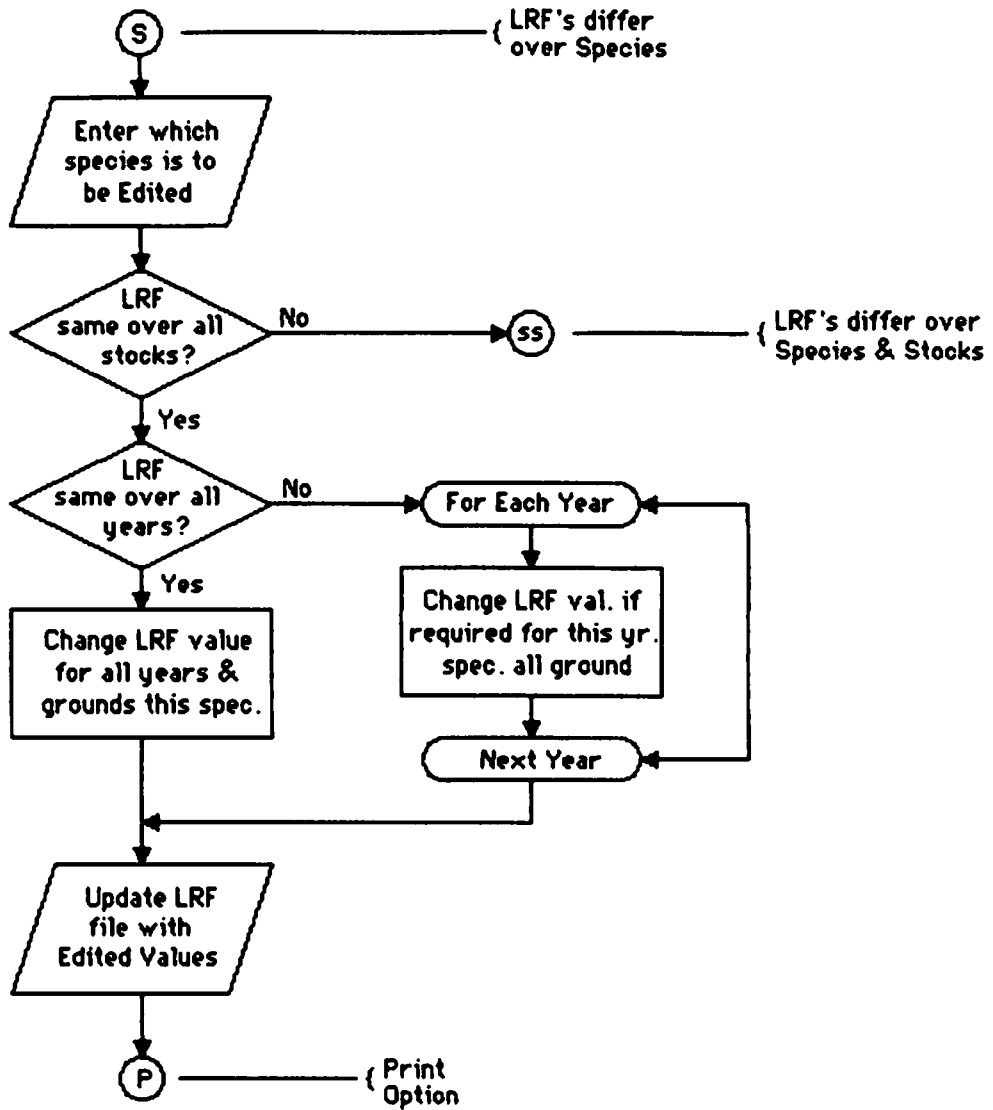 S
{ LRF's differ
over Species
Enter which
species is to
be Edited
LRF
same over all
stocks?
No
ss
{ LRF's differ over
Species & Stocks
Yes
LRF
same over all
years?
No
For Each Year
Yes
Change LRF value
for all years &
grounds this spec.
Change LRF val. if
required for this yr.
spec. all ground
Next Year
Update LRF
file with
Edited Values
P
{ Print
Option